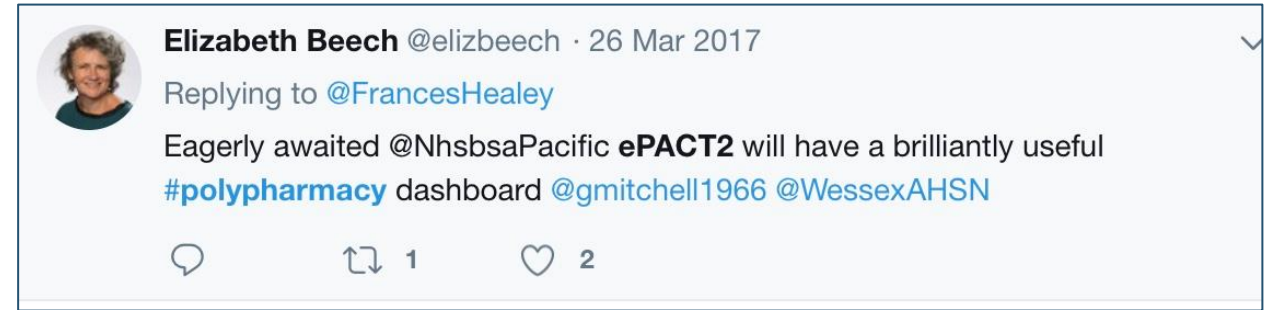 Elizabeth Beech @elizbeech · 26 Mar 2017
Replying to @FrancesHealey
Eagerly awaited @NhsbsaPacific ePACT2 will have a brilliantly useful
#polypharmacy dashboard @gmitchell1966 @WessexAHSN
1 2